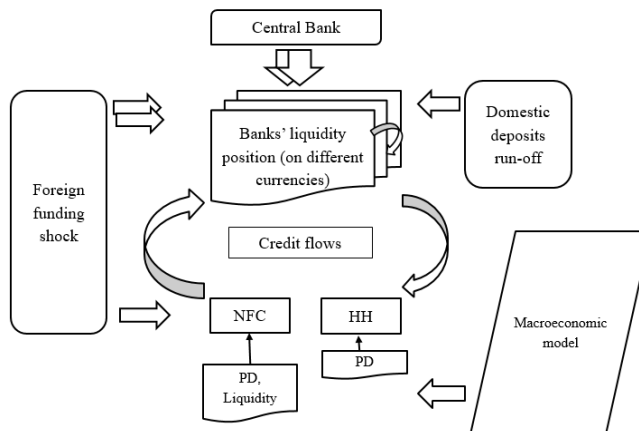 Central Bank
Banks' liquidity
position (on different
currencies)
Domestic
deposits
run-off
Foreign
funding
shock
Credit flows
NFC
HH
PD,
Liquidity
PD
Macroeconomic
model